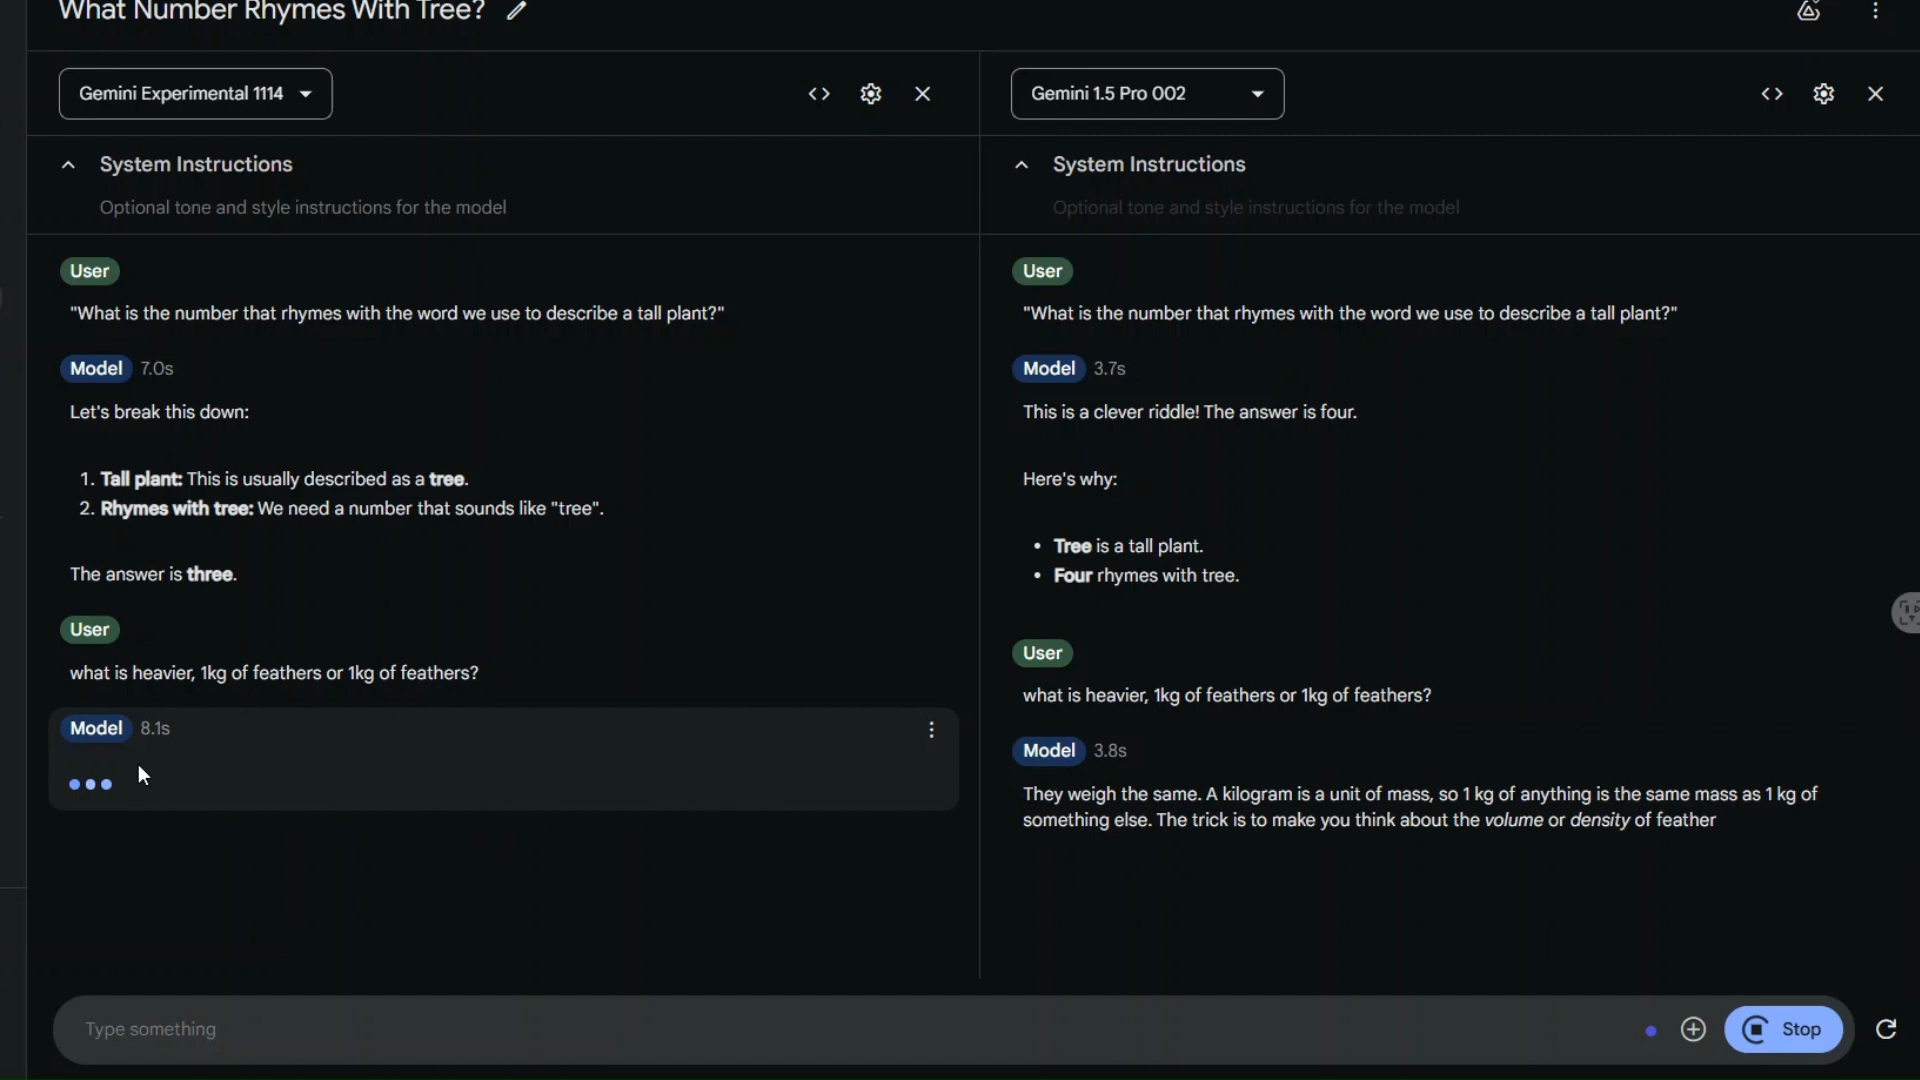 What Number Rhymes With Tree?
Gemini Experimental 1114
System Instructions
Optional tone and style instructions for the model
User
"What is the number that rhymes with the word we use to describe a tall plant?"
Model 7.0s
Let's break this down:
1. Tall plant: This is usually described as a tree.
2. Rhymes with tree: We need a number that sounds like "tree".
The answer is three.
User
what is heavier, 1kg of feathers or 1kg of feathers?
Model 8.1s
Gemini 1.5 Pro 002
System Instructions
Optional tone and style instructions for the model
User
"What is the number that rhymes with the word we use to describe a tall plant?"
Model 3.7s
This is a clever riddle! The answer is four.
Here's why:
• Tree is a tall plant.
• Four rhymes with tree.
User
what is heavier, 1kg of feathers or 1kg of feathers?
Model 3.8s
They weigh the same. A kilogram is a unit of mass, so 1 kg of anything is the same mass as 1 kg of
something else. The trick is to make you think about the volume or density of feather
Type something
Stop